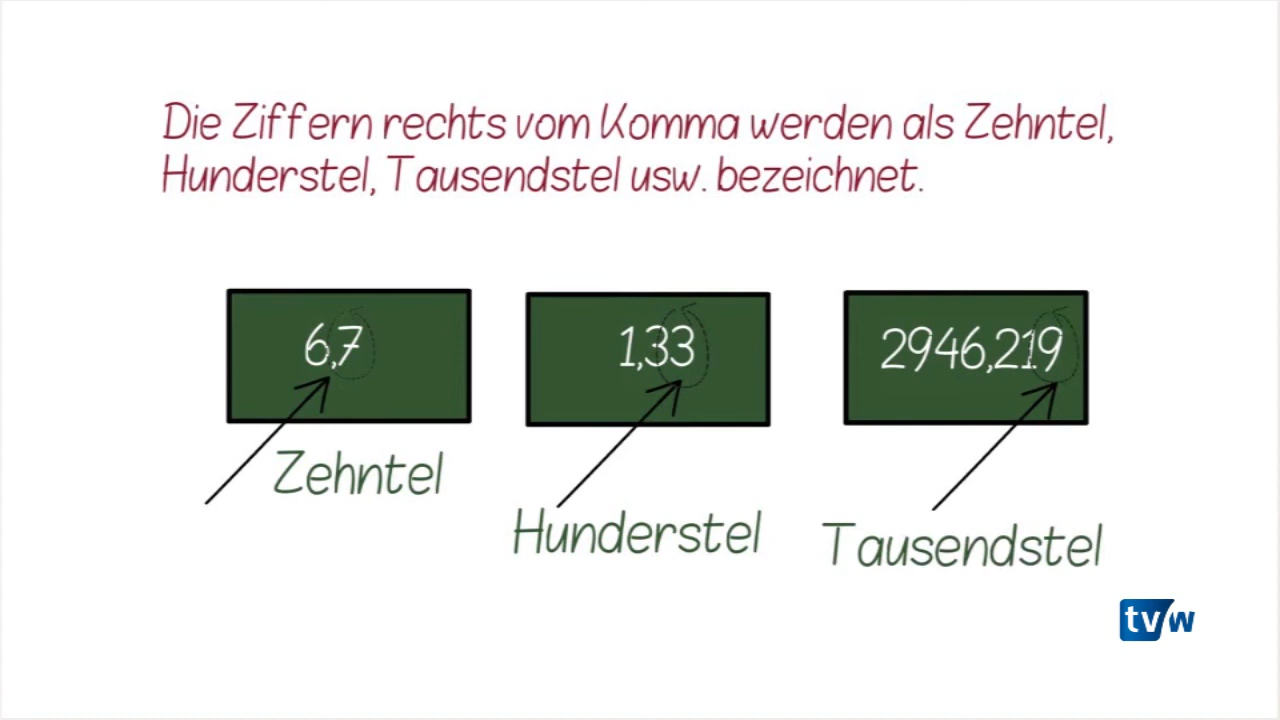 Die Ziffern rechts vom Komma werden als Zehntel,
Hunderstel, Tausendstel usw. bezeichnet.
6,7
1,33
2946,219
Zehntel
Hunderstel
Tausendstel
tvw